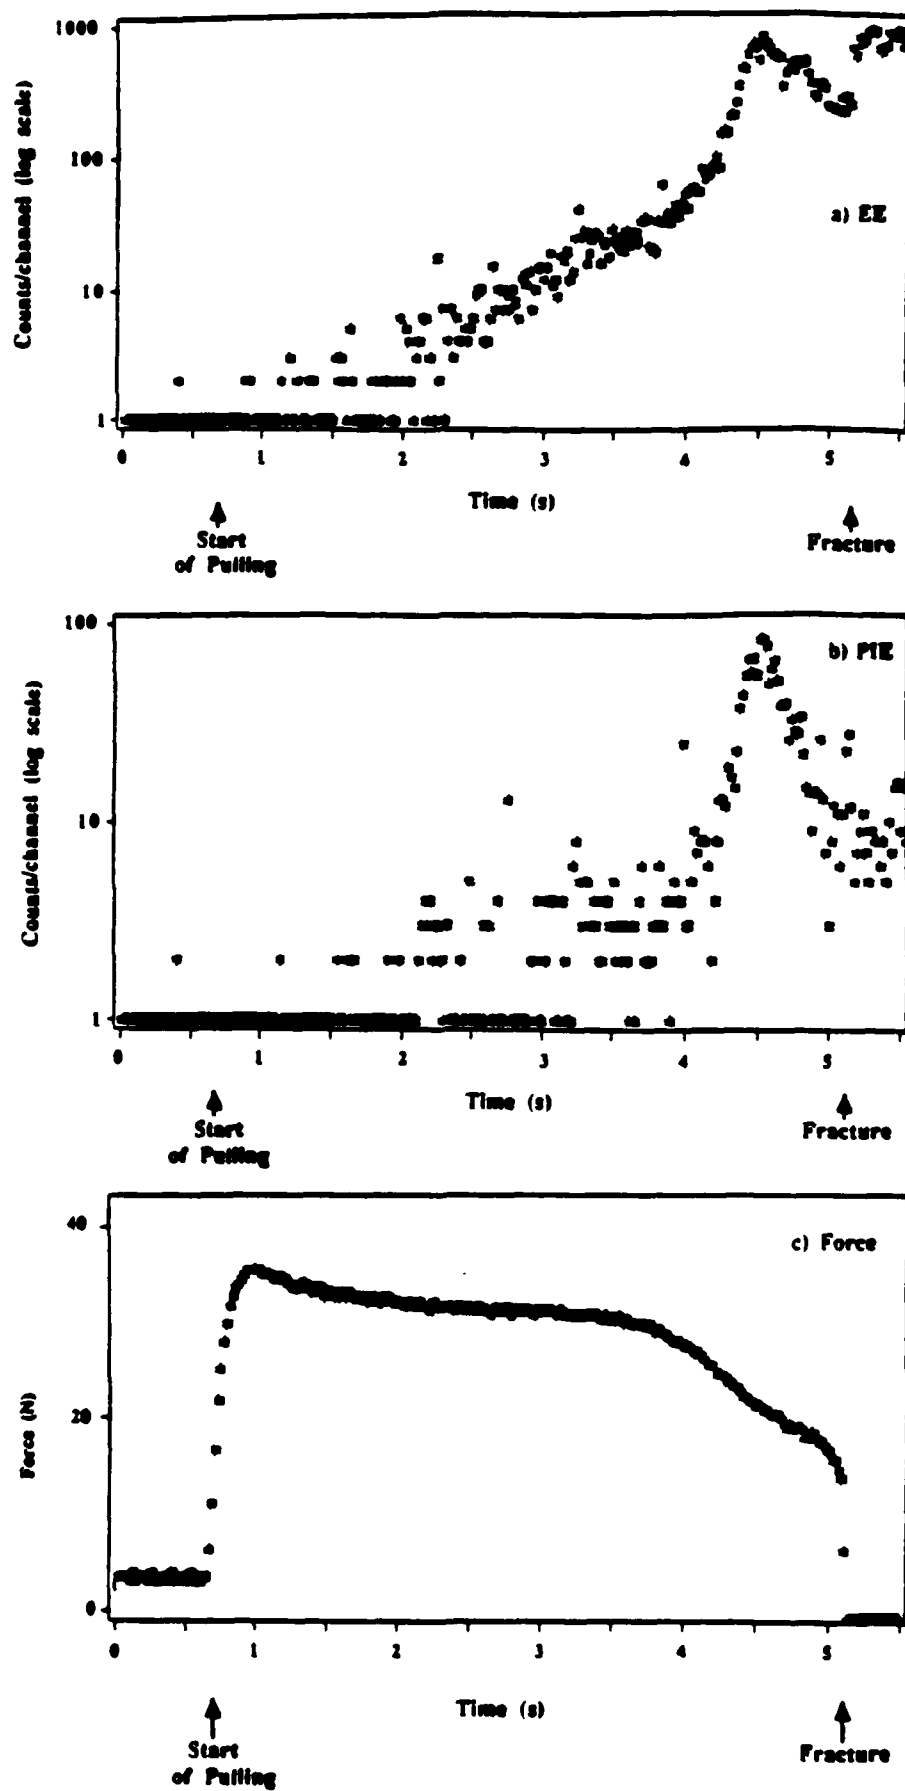 1000
100
10
1
Counts/channel (log scale)
a) EE
0 1 2 3 4 5
Time (s)
Start
of Pulling
Fracture
100
10
1
Counts/channel (log scale)
b) PIE
0 1 2 3 4 5
Time (s)
Start
of Pulling
Fracture
40
20
0
Force (N)
c) Force
0 1 2 3 4 5
Time (s)
Start
of Pulling
Fracture